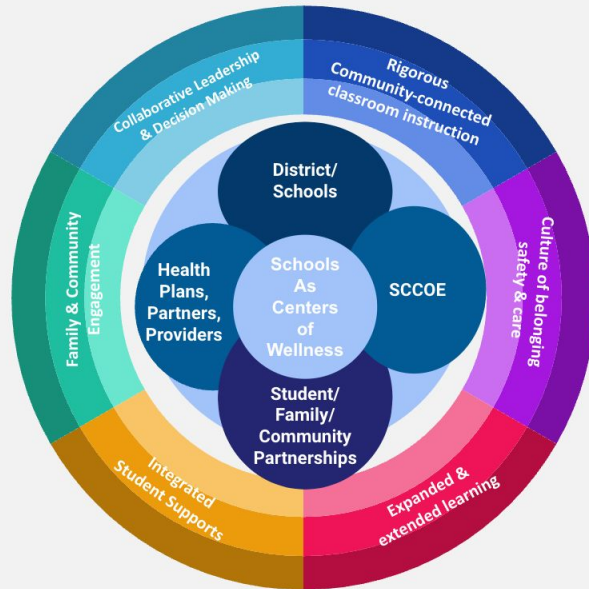 Collaborative Leadership
& Decision Making
Rigorous
Community-connected
classroom instruction
Culture of belonging
safety & care
Expanded &
extended learning
Integrated
Student Supports
Family & Community
Engagement
District/
Schools
Health
Plans,
Partners,
Providers
Schools
As
Centers
of
Wellness
SCCOE
Student/
Family/
Community
Partnerships